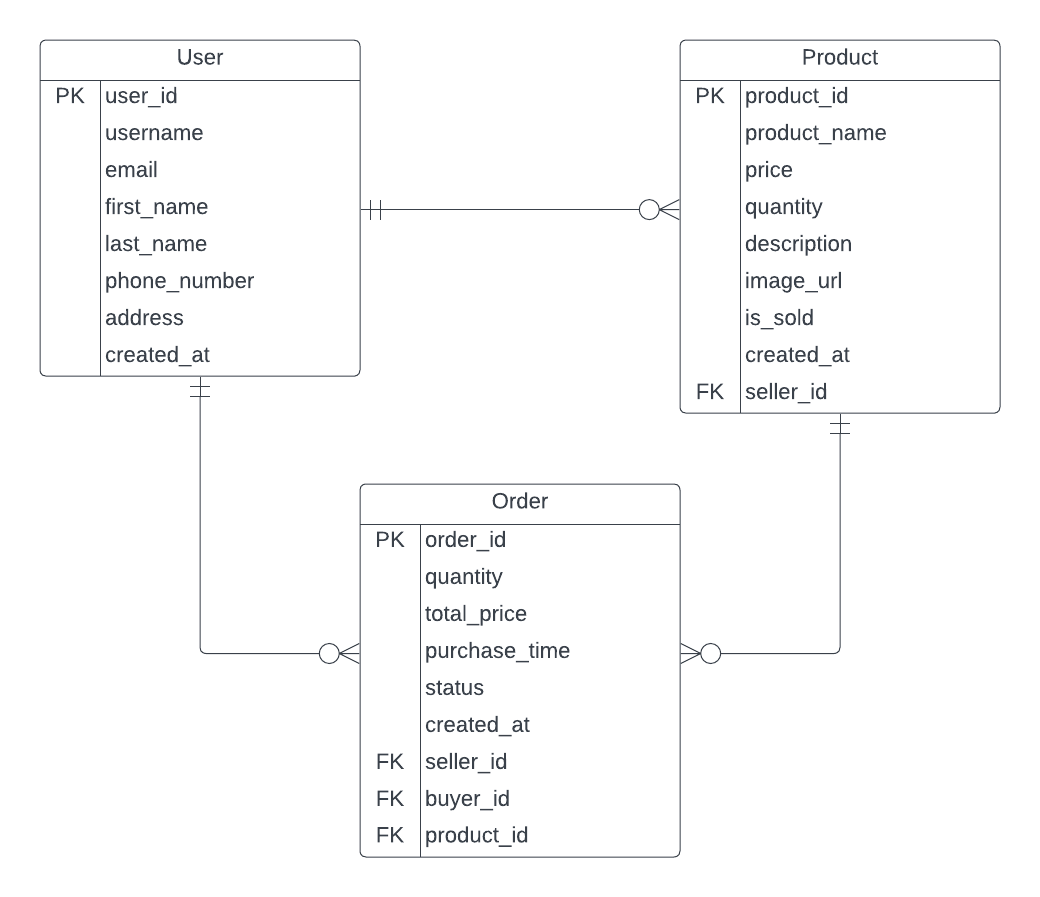 User
PK user_id
username
email
first_name
last_name
phone_number
address
created_at
Product
PK product_id
product_name
price
quantity
description
image_url
is_sold
created_at
FK seller_id
Order
PK order_id
quantity
total_price
purchase_time
status
created_at
FK seller_id
FK buyer_id
FK product_id